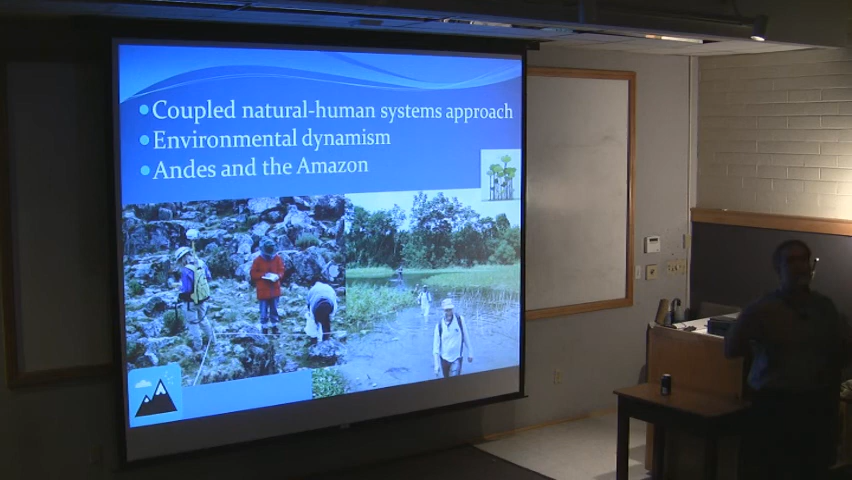 •Coupled natural-human systems approach
•Environmental dynamism
•Andes and the Amazon